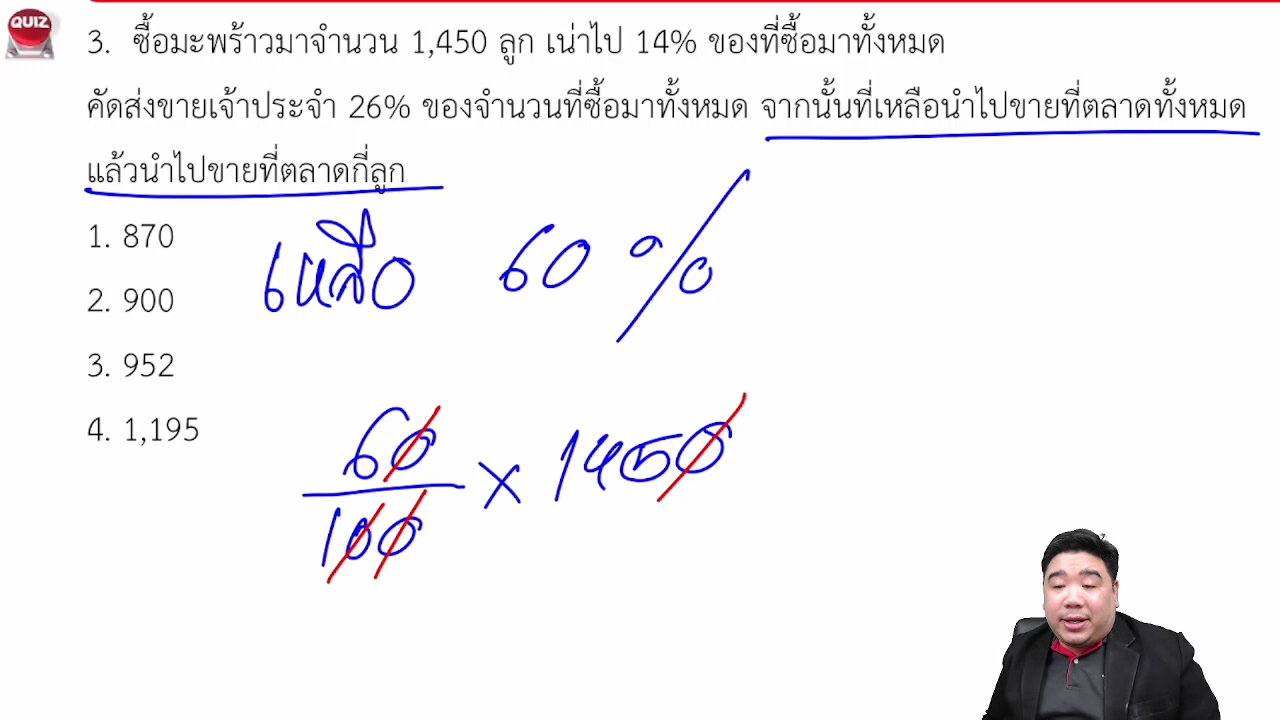 QUIZ
3. ซื้อมะพร้าวมาจำนวน 1,450 ลูก เน่าไป 14% ของที่ซื้อมาทั้งหมด
คัดส่งขายเจ้าประจำ 26% ของจำนวนที่ซื้อมาทั้งหมด จากนั้นที่เหลือนำไปขายที่ตลาดทั้งหมด
แล้วนำไปขายที่ตลาดกี่ลูก
1. 870
เหลือ 60 %
2. 900
3. 952
4. 1,195
60
100
× 1450